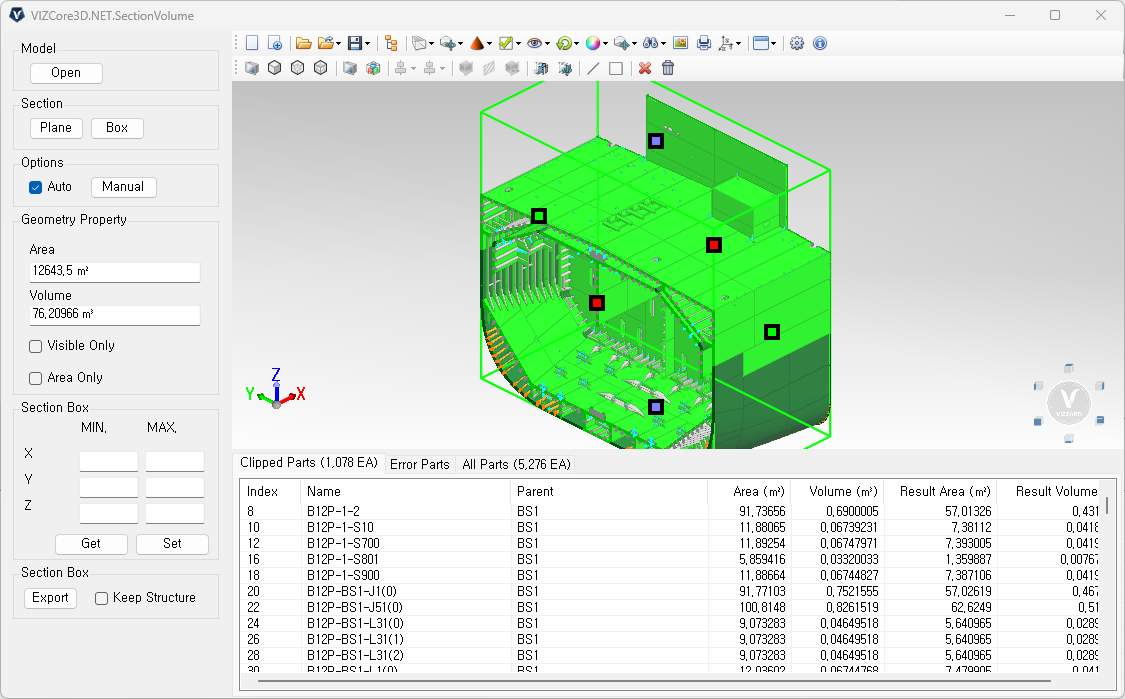 VIZCore3D.NET.SectionVolume
Model
Open
Section
Plane Box
Options
Auto Manual
Geometry Property
Area
12643,5 m²
Volume
76,20966 m³
Visible Only
Area Only
Section Box
MIN, MAX,
X
Y
Z
Get Set
Section Box
Export Keep Structure
Z
Y X
V
VIZZARD
Clipped Parts (1,078 EA) Error Parts All Parts (5,276 EA)
Index Name Parent Area (m²) Volume (m³) Result Area (m²) Result Volume
8 B12P-1-2 BS1 91,73656 0,6900005 57,01326 0,431
10 B12P-1-S10 BS1 11,88065 0,06739231 7,38112 0,0418
12 B12P-1-S700 BS1 11,89254 0,06747971 7,393005 0,0419
16 B12P-1-S801 BS1 5,859416 0,03320033 1,359887 0,00767
18 B12P-1-S900 BS1 11,88664 0,06744827 7,387106 0,0419
20 B12P-BS1-J1(0) BS1 91,77103 0,7521555 57,02619 0,467
22 B12P-BS1-J51(0) BS1 100,8148 0,8261519 62,6249 0,51
24 B12P-BS1-L31(0) BS1 9,073283 0,04649518 5,640965 0,0289
26 B12P-BS1-L31(1) BS1 9,073283 0,04649518 5,640965 0,0289
28 B12P-BS1-L31(2) BS1 9,073283 0,04649518 5,640965 0,0289
30 B12P-BS1-L1(0) BS1 12,03602 0,06744768 7,479905 0,041